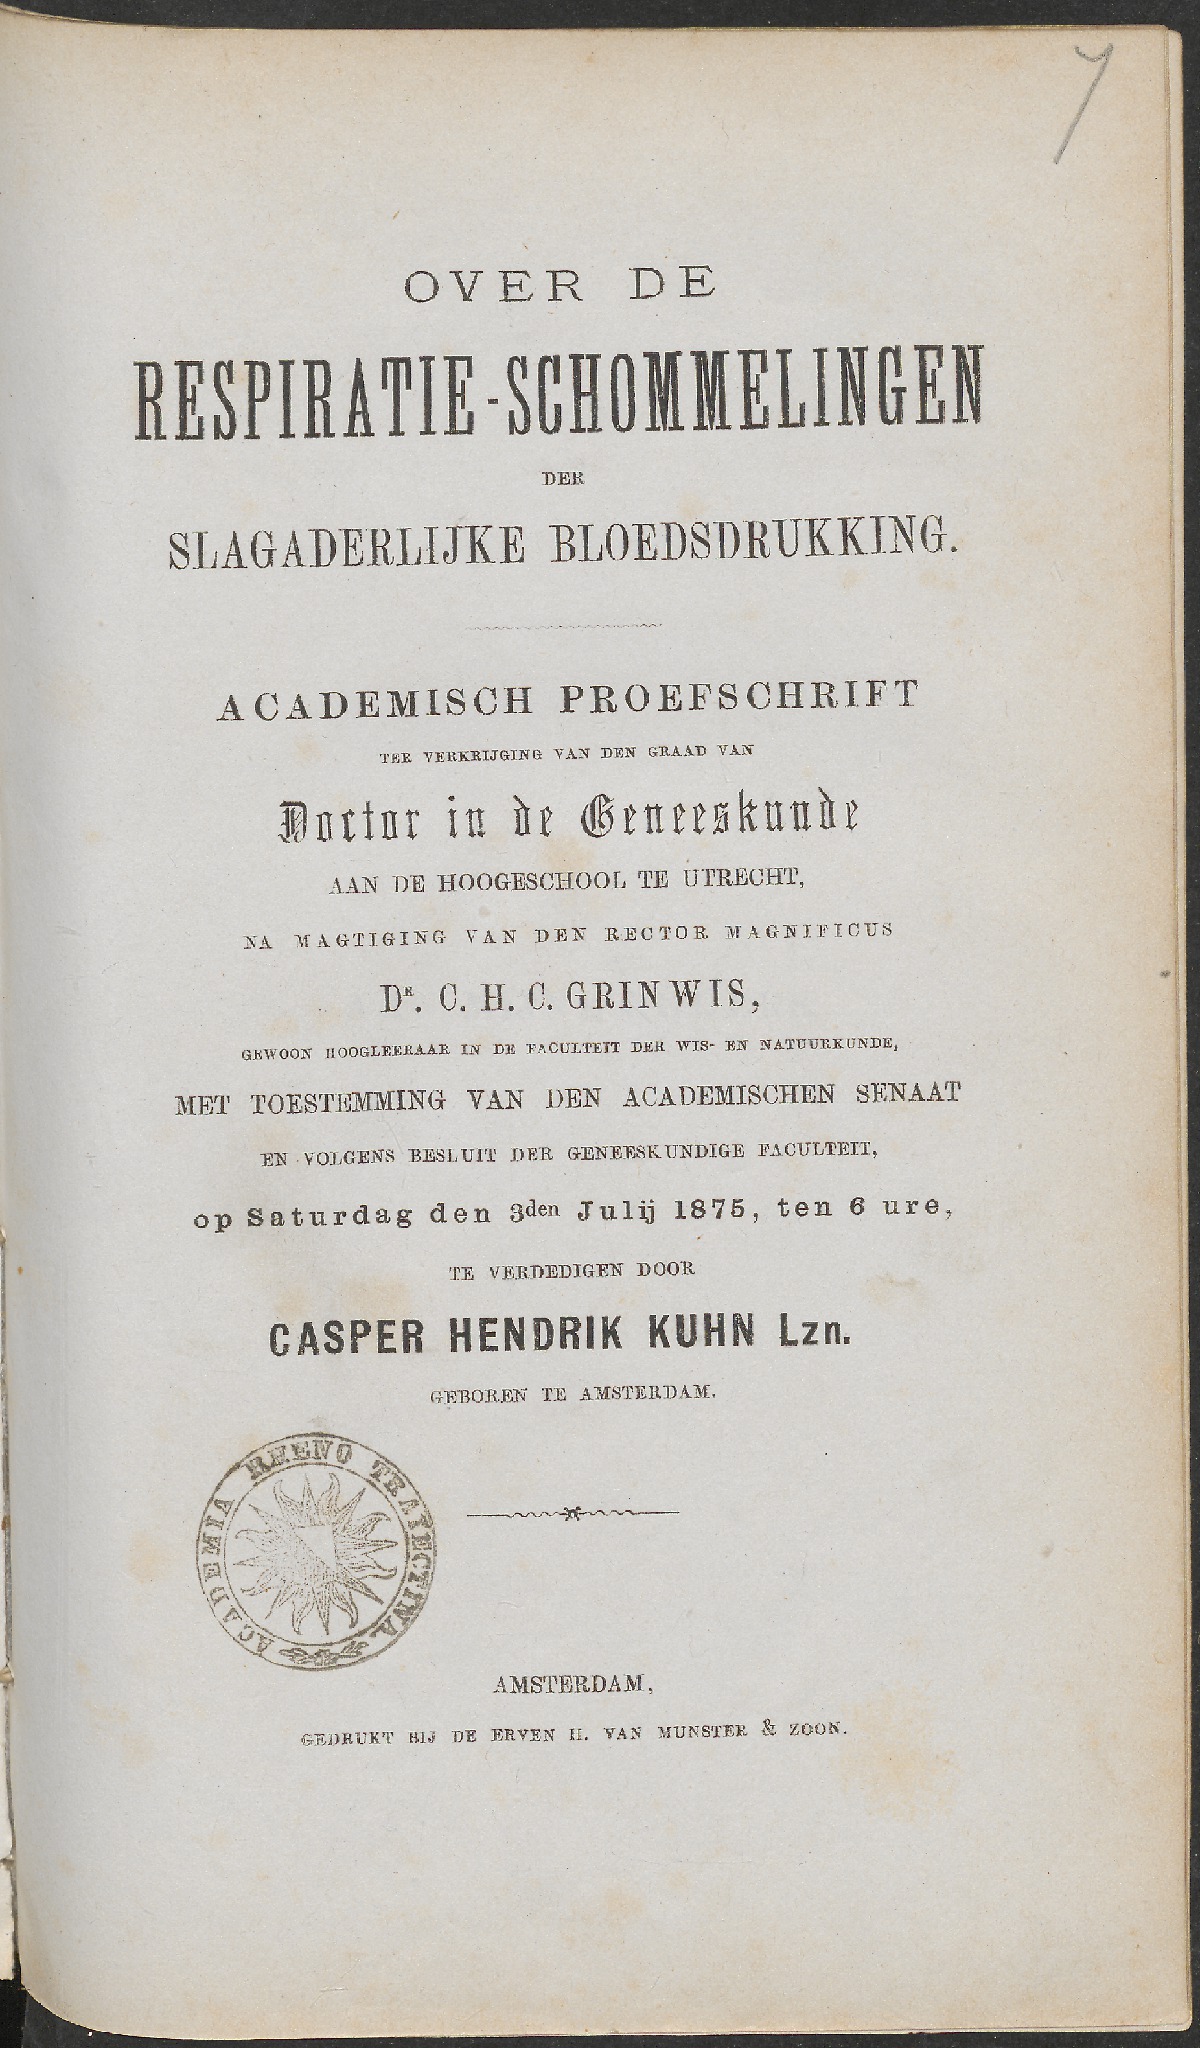 7
OVER DE
RESPIRATIE-SCHOMMELINGEN
DER
SLAGADERLIJKE BLOEDSDRUKKING.
ACADEMISCH PROEFSCHRIFT
TER VERKRIJGING VAN DEN GRAAD VAN
Doctor in de Geneeskunde
AAN DE HOOGESCHOOL TE UTRECHT,
NA MAGTIGING VAN DEN RECTOR MAGNIFICUS
DR. C. H. C. GRINWIS,
GEWOON HOOGLEERAAR IN DE FACULTEIT DER WIS- EN NATUURKUNDE,
MET TOESTEMMING VAN DEN ACADEMISCHEN SENAAT
EN VOLGENS BESLUIT DER GENEESKUNDIGE FACULTEIT,
op Saturdag den 3den Julij 1875, ten 6 ure,
TE VERDEDIGEN DOOR
CASPER HENDRIK KUHN Lzn.
GEBOREN TE AMSTERDAM.
ACADEMIA RHENO TRAIECTINA
AMSTERDAM,
GEDRUKT BIJ DE ERVEN H. VAN MUNSTER & ZOON.